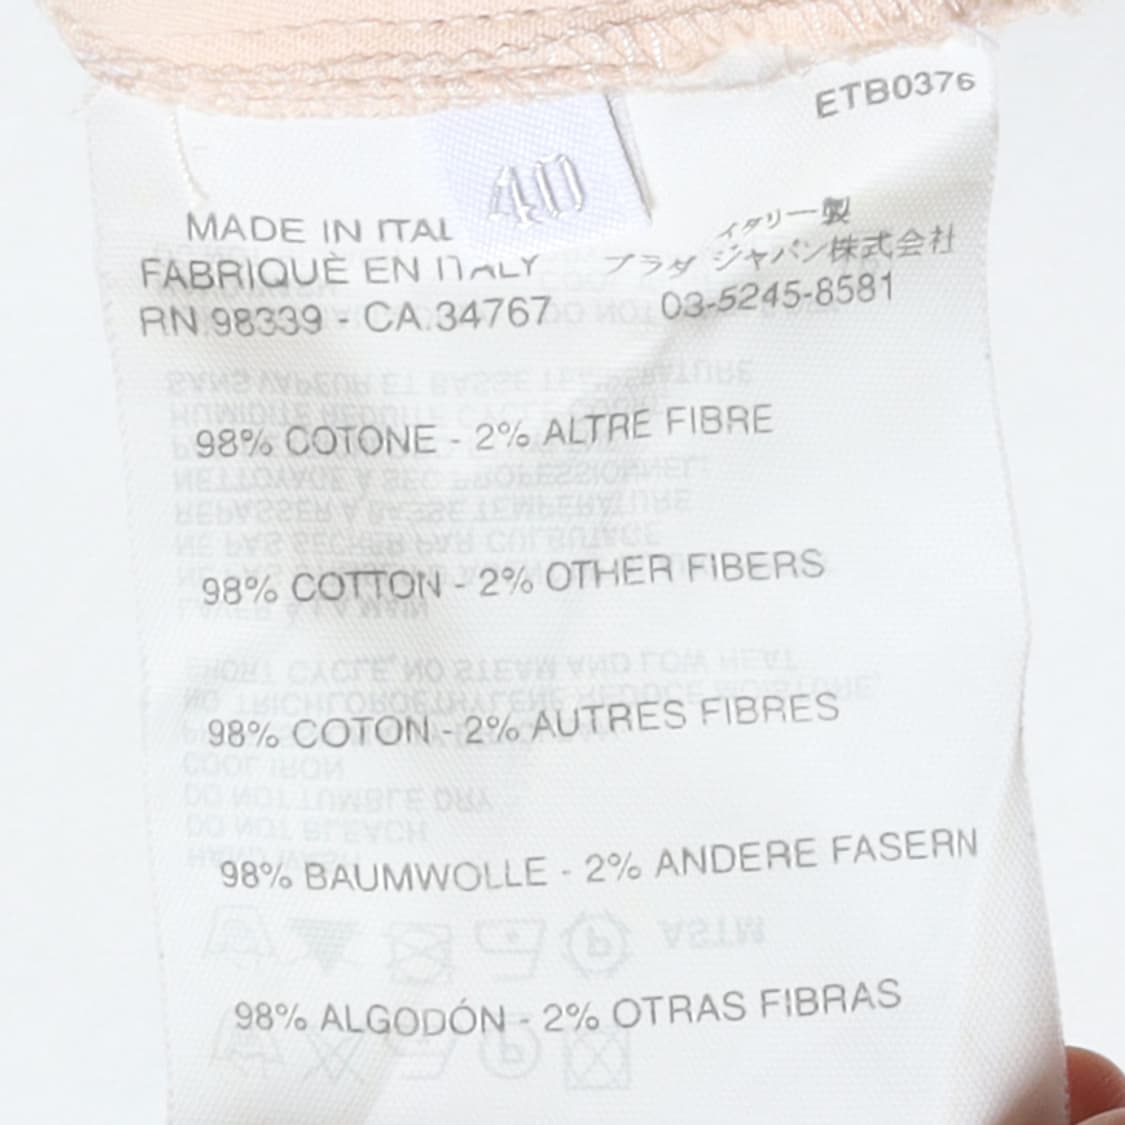 ETB0376
40
MADE IN ITAL
FABRIQUÈ EN ITALY
RN.98339 - CA.34767
イタリー製
プラダ ジャパン株式会社
03-5245-8581
98% COTONE - 2% ALTRE FIBRE
98% COTTON - 2% OTHER FIBERS
98% COTON - 2% AUTRES FIBRES
98% BAUMWOLLE - 2% ANDERE FASERN
98% ALGODÓN - 2% OTRAS FIBRAS